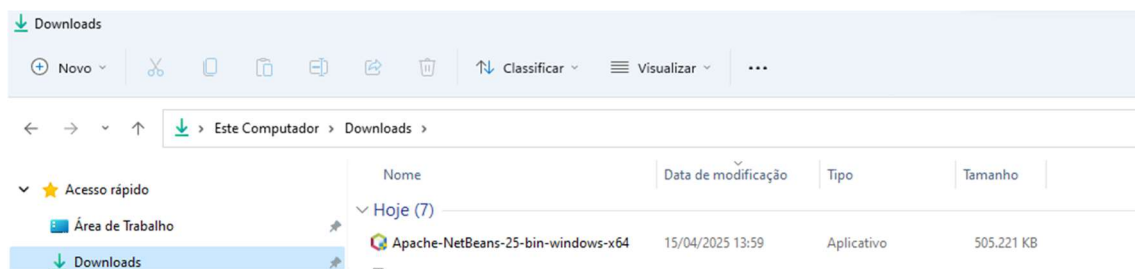 Downloads
Novo Classificar Visualizar ...
Este Computador > Downloads >
Nome Data de modificação Tipo Tamanho
Acesso rápido
Hoje (7)
Área de Trabalho
Apache-NetBeans-25-bin-windows-x64 15/04/2025 13:59 Aplicativo 505.221 KB
Downloads